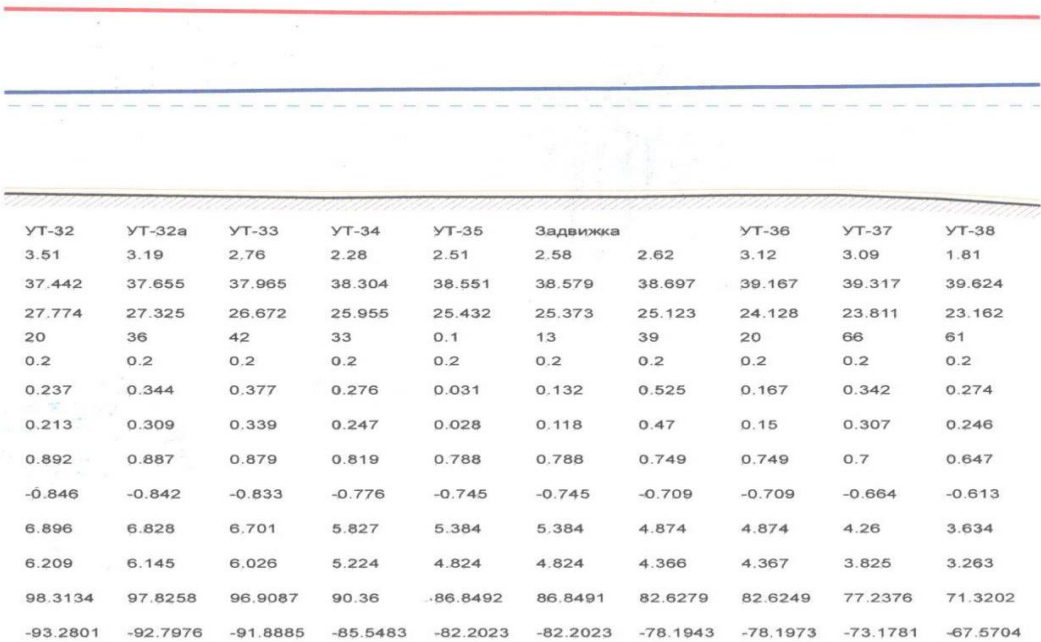 УТ-32 УТ-32а УТ-33 УТ-34 УТ-35 Задвижка УТ-36 УТ-37 УТ-38
3.51 3.19 2.76 2.28 2.51 2.58 2.62 3.12 3.09 1.81
37.442 37.655 37.965 38.304 38.551 38.579 38.697 39.167 39.317 39.624
27.774 27.325 26.672 25.955 25.432 25.373 25.123 24.128 23.811 23.162
20 36 42 33 0.1 13 39 20 66 61
0.2 0.2 0.2 0.2 0.2 0.2 0.2 0.2 0.2 0.2
0.237 0.344 0.377 0.276 0.031 0.132 0.525 0.167 0.342 0.274
0.213 0.309 0.339 0.247 0.028 0.118 0.47 0.15 0.307 0.246
0.892 0.887 0.879 0.819 0.788 0.788 0.749 0.749 0.7 0.647
-0.846 -0.842 -0.833 -0.776 -0.745 -0.745 -0.709 -0.709 -0.664 -0.613
6.896 6.828 6.701 5.827 5.384 5.384 4.874 4.874 4.26 3.634
6.209 6.145 6.026 5.224 4.824 4.824 4.366 4.367 3.825 3.263
98.3134 97.8258 96.9087 90.36 86.8492 86.8491 82.6279 82.6249 77.2376 71.3202
-93.2801 -92.7976 -91.8885 -85.5483 -82.2023 -82.2023 -78.1943 -78.1973 -73.1781 -67.5704